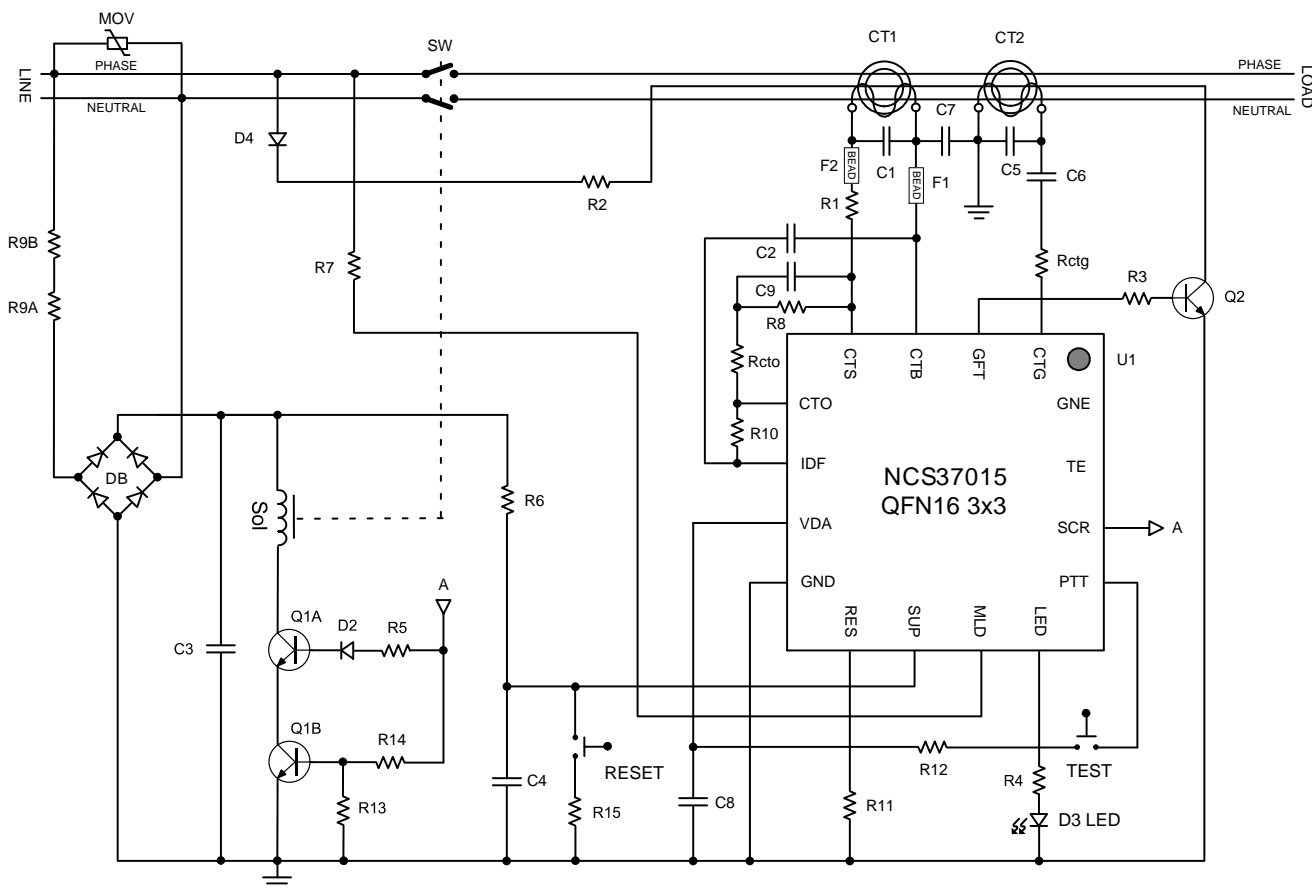 MOV
PHASE
LINE
NEUTRAL
SW
CT1
CT2
PHASE
LOAD
NEUTRAL
D4
R2
C7
F2
BEAD
C1
BEAD
F1
C5
C6
R1
R9B
R7
C2
Rctg
R9A
C9
R3
Q2
R8
Rcto
CTS
CTB
GFT
CTG
U1
CTO
GNE
R10
DB
IDF
NCS37015
TE
QFN16 3x3
R6
Sol
VDA
SCR
A
GND
PTT
A
RES
SUP
MLD
LED
Q1A
D2
R5
C3
Q1B
R14
RESET
R12
TEST
C4
R4
R13
R15
C8
R11
D3 LED